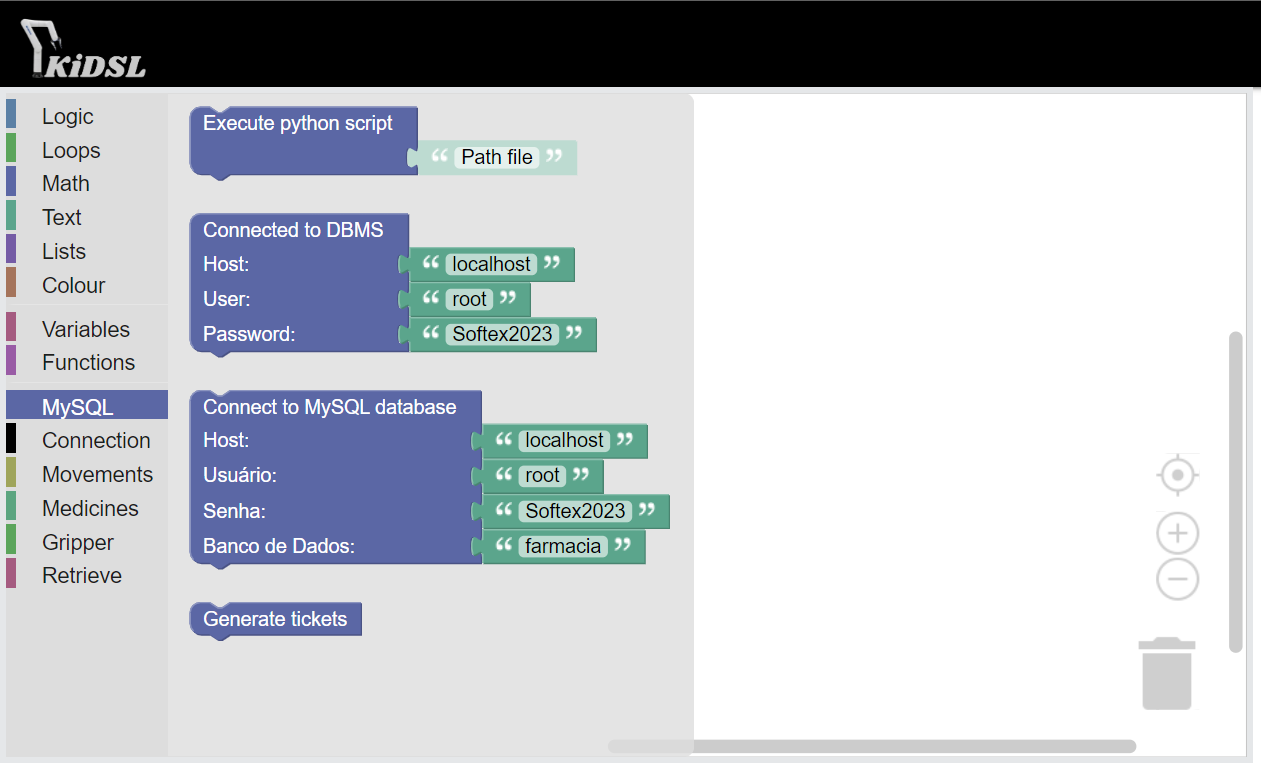 KiDSL
Logic
Loops
Math
Text
Lists
Colour
Variables
Functions
MySQL
Connection
Movements
Medicines
Gripper
Retrieve
Execute python script
“ Path file ”
Connected to DBMS
Host: “ localhost ”
User: “ root ”
Password: “ Softex2023 ”
Connect to MySQL database
Host: “ localhost ”
Usuário: “ root ”
Senha: “ Softex2023 ”
Banco de Dados: “ farmacia ”
Generate tickets